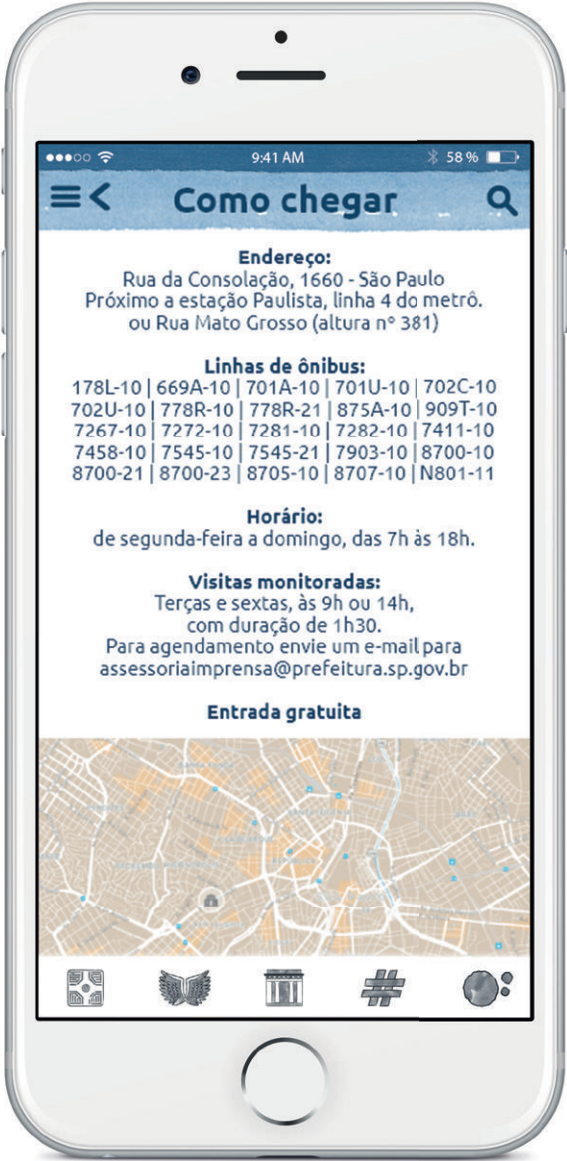 9:41 AM
58 %
Como chegar
Endereço:
Rua da Consolação, 1660 - São Paulo
Próximo a estação Paulista, linha 4 do metrô.
ou Rua Mato Grosso (altura nº 381)
Linhas de ônibus:
178L-10 | 669A-10 | 701A-10 | 701U-10 | 702C-10
702U-10 | 778R-10 | 778R-21 | 875A-10 | 909T-10
7267-10 | 7272-10 | 7281-10 | 7282-10 | 7411-10
7458-10 | 7545-10 | 7545-21 | 7903-10 | 8700-10
8700-21 | 8700-23 | 8705-10 | 8707-10 | N801-11
Horário:
de segunda-feira a domingo, das 7h às 18h.
Visitas monitoradas:
Terças e sextas, às 9h ou 14h,
com duração de 1h30.
Para agendamento envie um e-mail para
assessoriaimprensa@prefeitura.sp.gov.br
Entrada gratuita